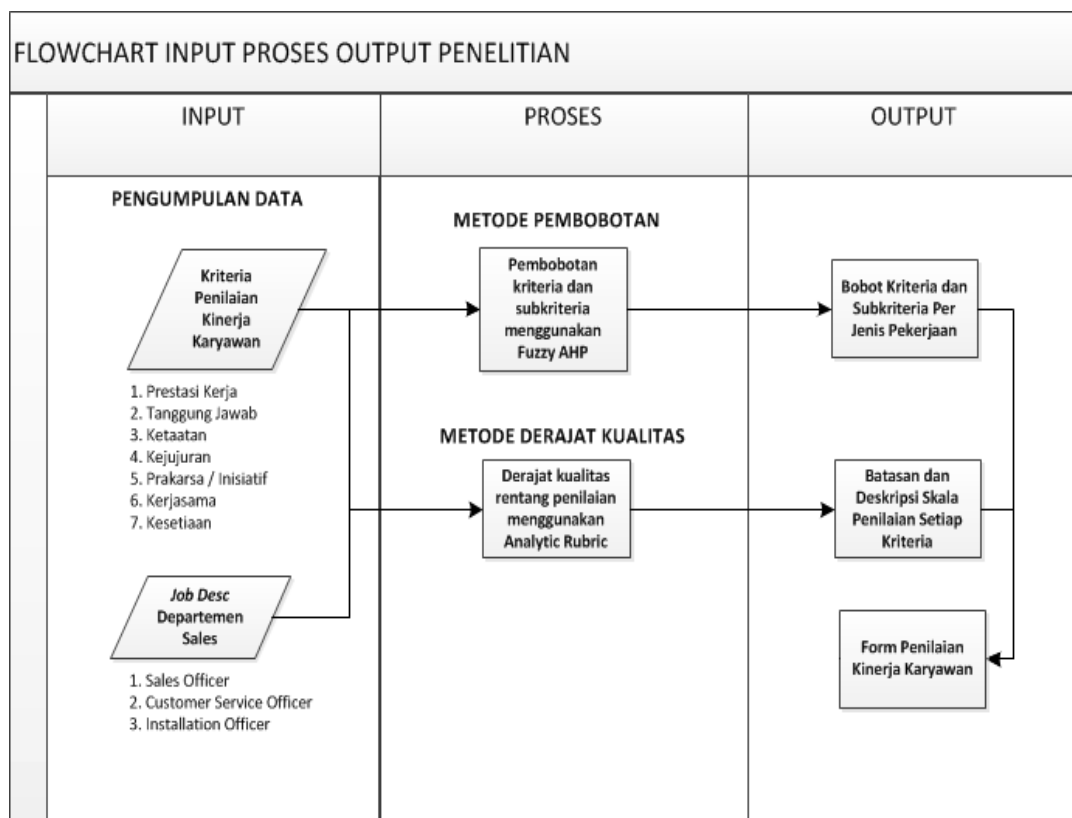 FLOWCHART INPUT PROSES OUTPUT PENELITIAN
INPUT
PROSES
OUTPUT
PENGUMPULAN DATA
Kriteria
Penilaian
Kinerja
Karyawan
1. Prestasi Kerja
2. Tanggung Jawab
3. Ketaatan
4. Kejujuran
5. Prakarsa / Inisiatif
6. Kerjasama
7. Kesetiaan
Job Desc
Departemen
Sales
1. Sales Officer
2. Customer Service Officer
3. Installation Officer
METODE PEMBOBOTAN
Pembobotan
kriteria dan
subkriteria
menggunakan
Fuzzy AHP
METODE DERAJAT KUALITAS
Derajat kualitas
rentang penilaian
menggunakan
Analytic Rubric
Bobot Kriteria dan
Subkriteria Per
Jenis Pekerjaan
Batasan dan
Deskripsi Skala
Penilaian Setiap
Kriteria
Form Penilaian
Kinerja Karyawan